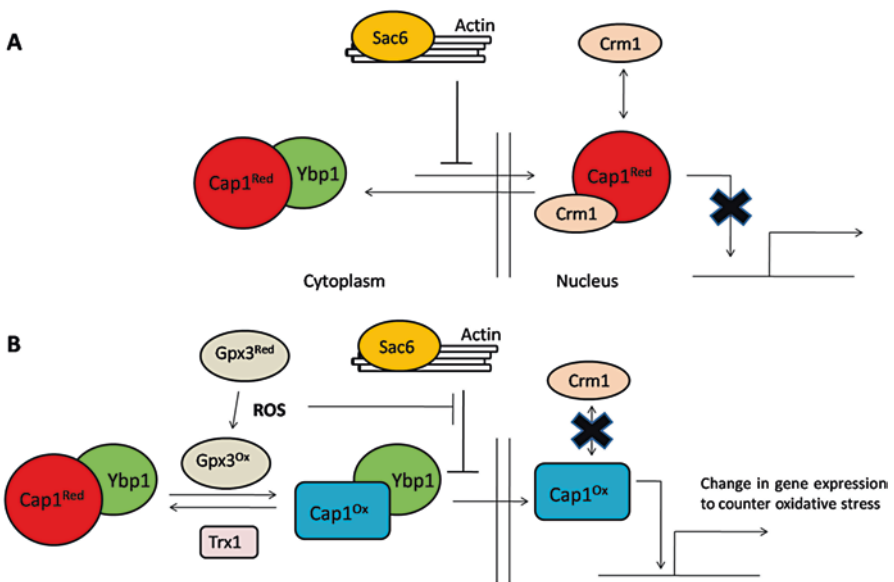 A
Sac6
Actin
Crm1
Cap1Red
Ybp1
Cap1Red
Crm1
Cytoplasm
Nucleus
B
Gpx3Red
Sac6
Actin
Crm1
ROS
Gpx3Ox
Cap1Red
Ybp1
Trx1
Cap1Ox
Ybp1
Cap1Ox
Change in gene expression
to counter oxidative stress